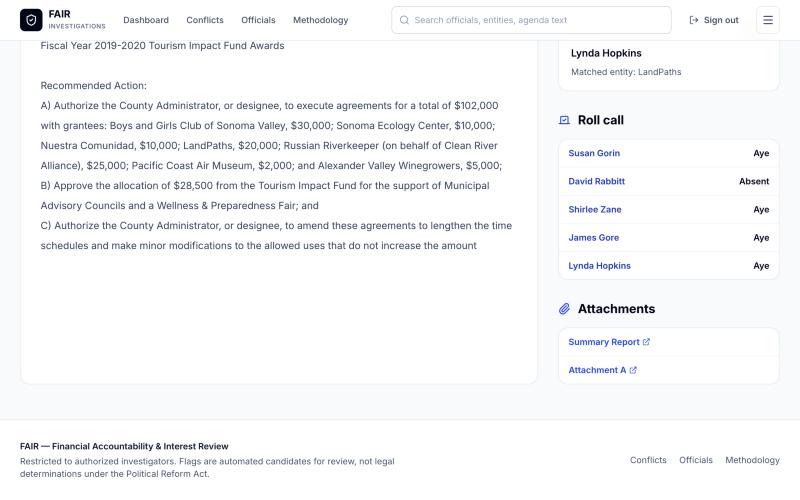 FAIR
INVESTIGATIONS
Dashboard
Conflicts
Officials
Methodology
Search officials, entities, agenda text
Sign out
Fiscal Year 2019-2020 Tourism Impact Fund Awards
Recommended Action:
A) Authorize the County Administrator, or designee, to execute agreements for a total of $102,000
with grantees: Boys and Girls Club of Sonoma Valley, $30,000; Sonoma Ecology Center, $10,000;
Nuestra Comunidad, $10,000; LandPaths, $20,000; Russian Riverkeeper (on behalf of Clean River
Alliance), $25,000; Pacific Coast Air Museum, $2,000; and Alexander Valley Winegrowers, $5,000;
B) Approve the allocation of $28,500 from the Tourism Impact Fund for the support of Municipal
Advisory Councils and a Wellness & Preparedness Fair; and
C) Authorize the County Administrator, or designee, to amend these agreements to lengthen the time
schedules and make minor modifications to the allowed uses that do not increase the amount
Lynda Hopkins
Matched entity: LandPaths
Roll call
Susan Gorin Aye
David Rabbitt Absent
Shirlee Zane Aye
James Gore Aye
Lynda Hopkins Aye
Attachments
Summary Report
Attachment A
FAIR — Financial Accountability & Interest Review
Restricted to authorized investigators. Flags are automated candidates for review, not legal
determinations under the Political Reform Act.
Conflicts
Officials
Methodology